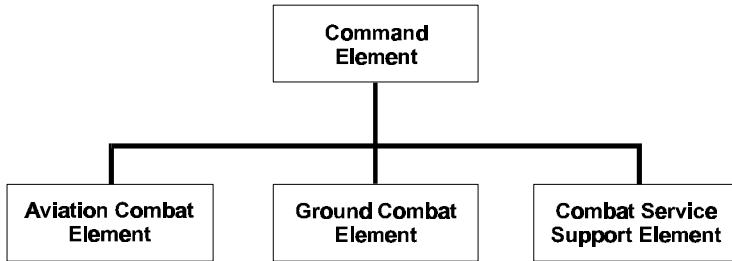 Command
Element
Aviation Combat
Element
Ground Combat
Element
Combat Service
Support Element